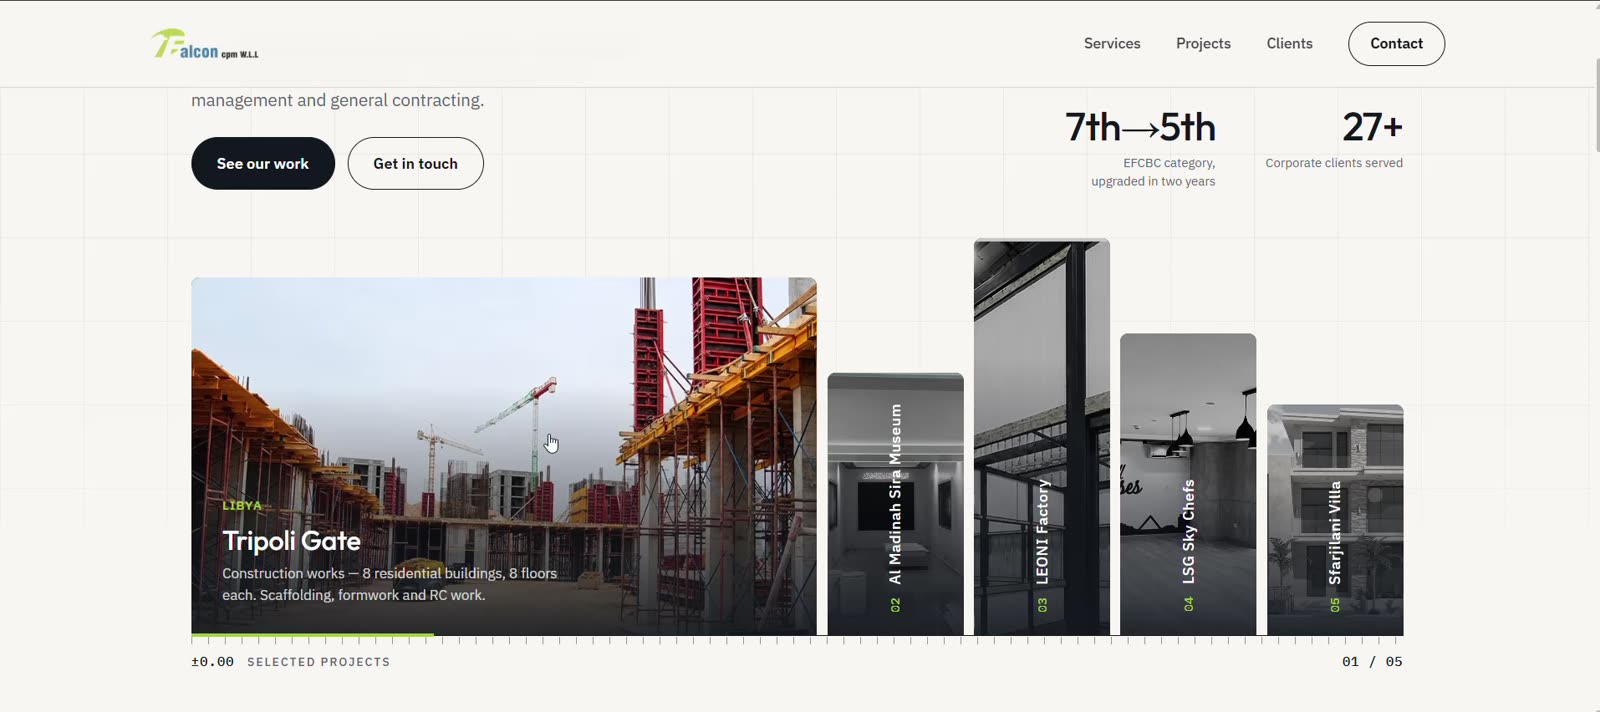 Falcon cpm W.L.L
Services
Projects
Clients
Contact
management and general contracting.
See our work
Get in touch
7th→5th
EFCBC category,
upgraded in two years
27+
Corporate clients served
LIBYA
Tripoli Gate
Construction works — 8 residential buildings, 8 floors
each. Scaffolding, formwork and RC work.
02 Al Madinah Sira Museum
03 LEONI Factory
04 LSG Sky Chefs
05 Sfarjilani Villa
±0.00 SELECTED PROJECTS
01 / 05